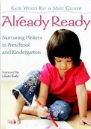 Katie Wood Ray & Matt Glover
Already Ready
Nurturing Writers in
Preschool and
Kindergarten